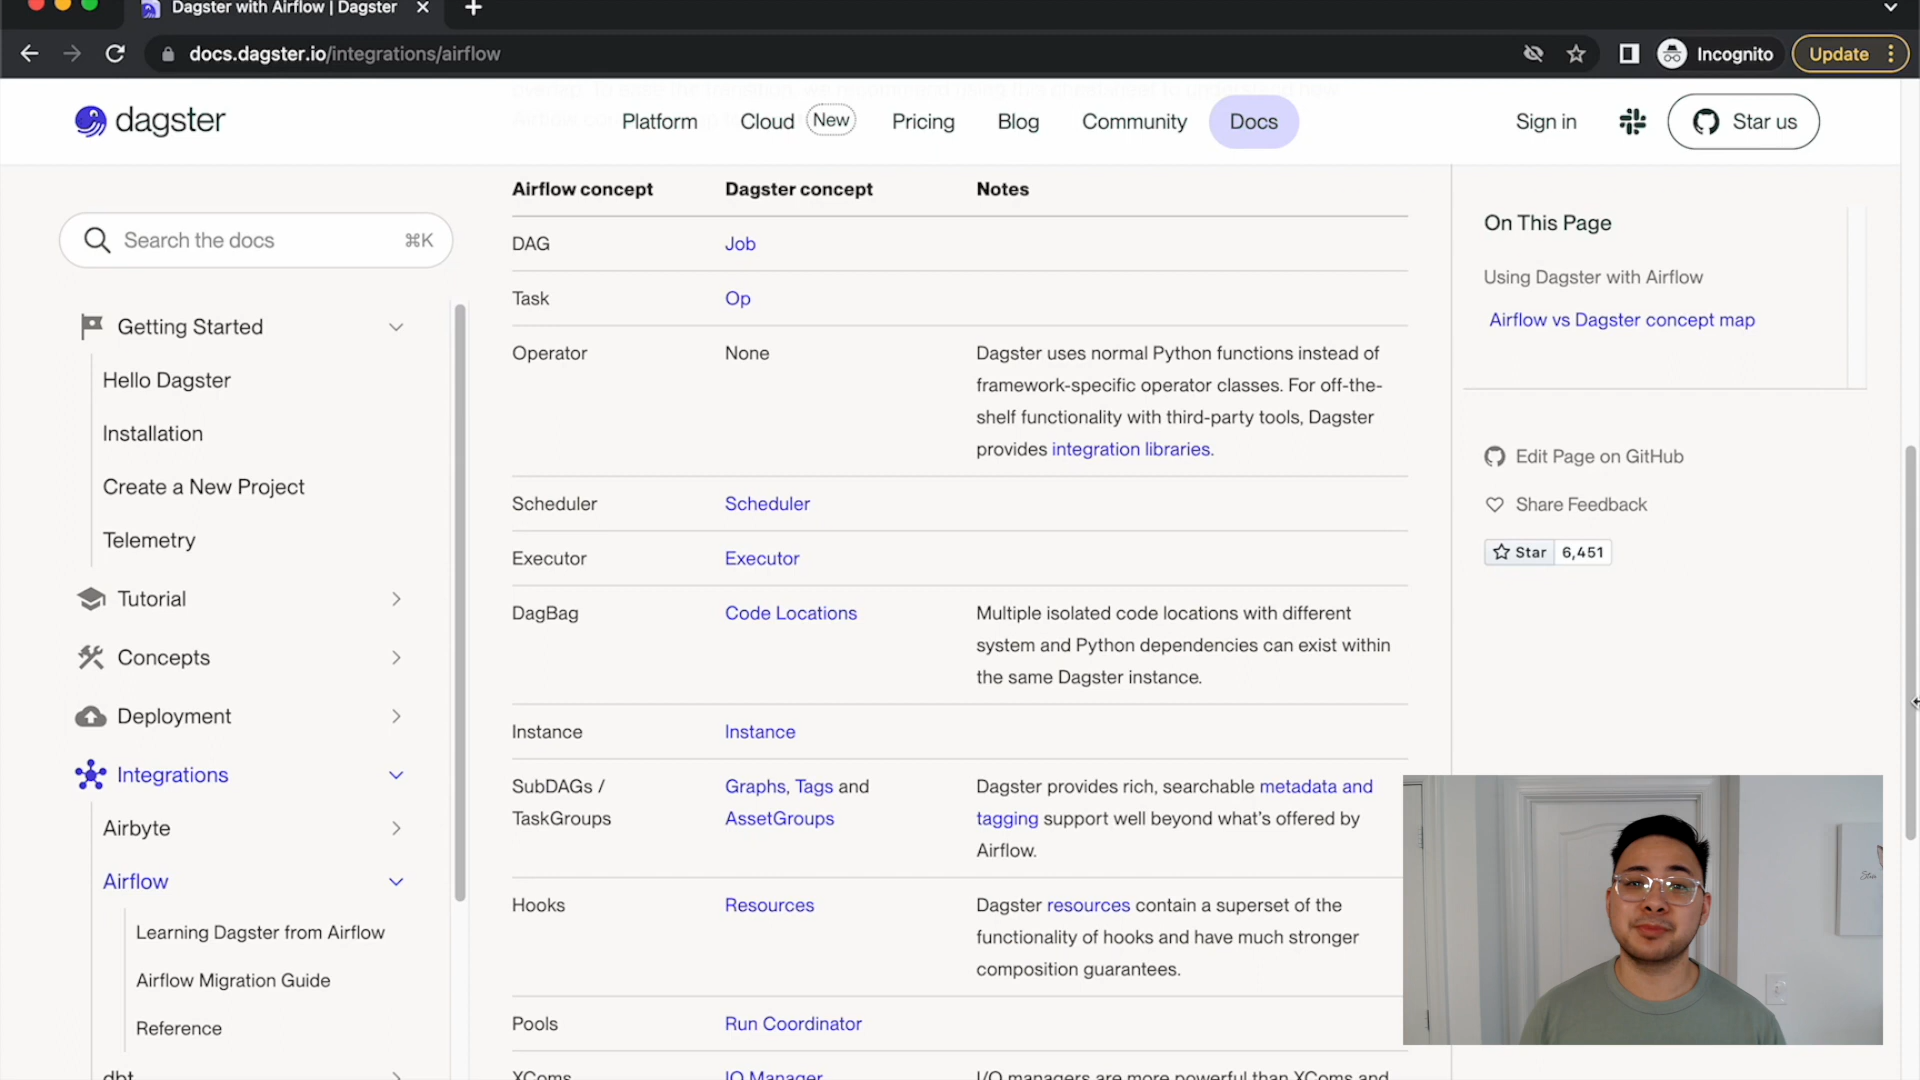 Dagster with Airflow | Dagster
docs.dagster.io/integrations/airflow
Incognito
Update
dagster
Platform
Cloud
New
Pricing
Blog
Community
Docs
Sign in
Star us
Search the docs
⌘K
Getting Started
Hello Dagster
Installation
Create a New Project
Telemetry
Tutorial
Concepts
Deployment
Integrations
Airbyte
Airflow
Learning Dagster from Airflow
Airflow Migration Guide
Reference
dbt
Airflow concept Dagster concept Notes
DAG Job
Task Op
Operator None Dagster uses normal Python functions instead of
framework-specific operator classes. For off-the-
shelf functionality with third-party tools, Dagster
provides integration libraries.
Scheduler Scheduler
Executor Executor
DagBag Code Locations Multiple isolated code locations with different
system and Python dependencies can exist within
the same Dagster instance.
Instance Instance
SubDAGs / Graphs, Tags and Dagster provides rich, searchable metadata and
TaskGroups AssetGroups tagging support well beyond what's offered by
Airflow.
Hooks Resources Dagster resources contain a superset of the
functionality of hooks and have much stronger
composition guarantees.
Pools Run Coordinator
XComs IO Manager I/O managers are more powerful than XComs and
On This Page
Using Dagster with Airflow
Airflow vs Dagster concept map
Edit Page on GitHub
Share Feedback
Star 6,451